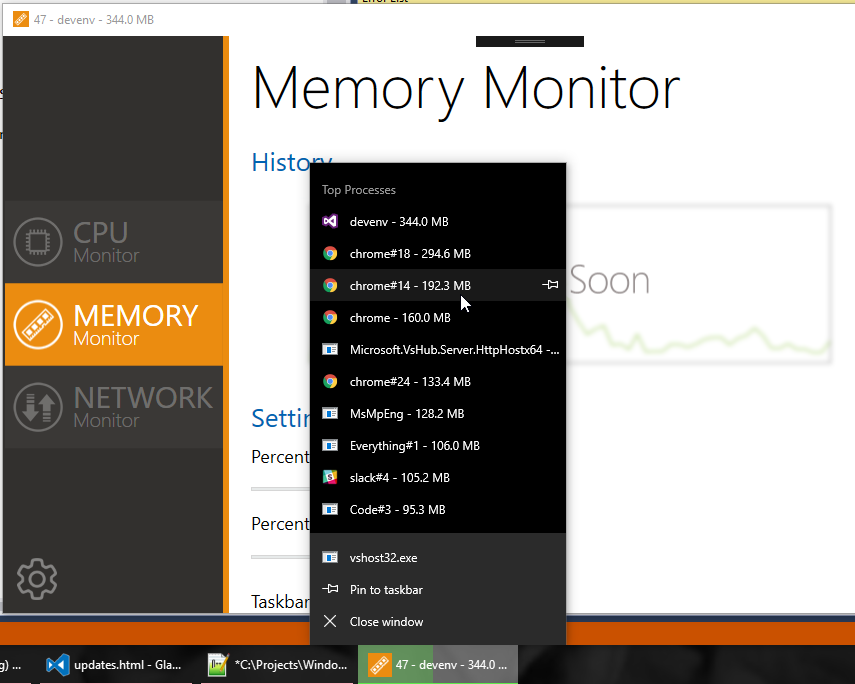 Error List
47 - devenv - 344.0 MB
Memory Monitor
History
CPU
Monitor
MEMORY
Monitor
NETWORK
Monitor
Soon
Top Processes
devenv - 344.0 MB
chrome#18 - 294.6 MB
chrome#14 - 192.3 MB
chrome - 160.0 MB
Microsoft.VsHub.Server.HttpHostx64 -...
chrome#24 - 133.4 MB
MsMpEng - 128.2 MB
Everything#1 - 106.0 MB
slack#4 - 105.2 MB
Code#3 - 95.3 MB
Settin
Percent
Percent
Taskbar
vshost32.exe
Pin to taskbar
Close window
g) ...
updates.html - Gla...
*C:\Projects\Windo...
47 - devenv - 344.0 ...